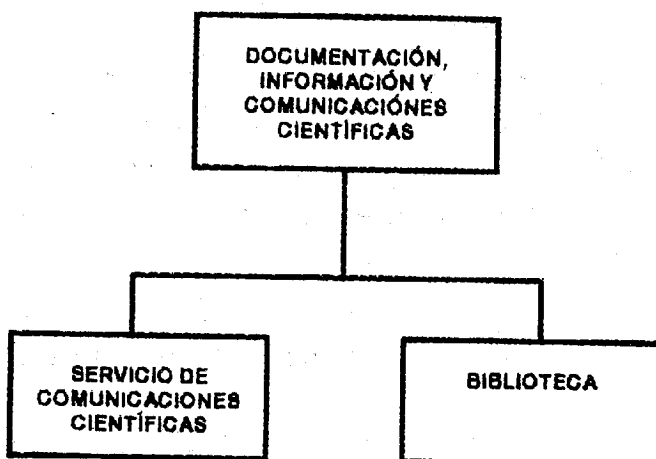 DOCUMENTACIÓN,
INFORMACIÓN Y
COMUNICACIÓNES
CIENTÍFICAS
SERVICIO DE
COMUNICACIONES
CIENTÍFICAS
BIBLIOTECA